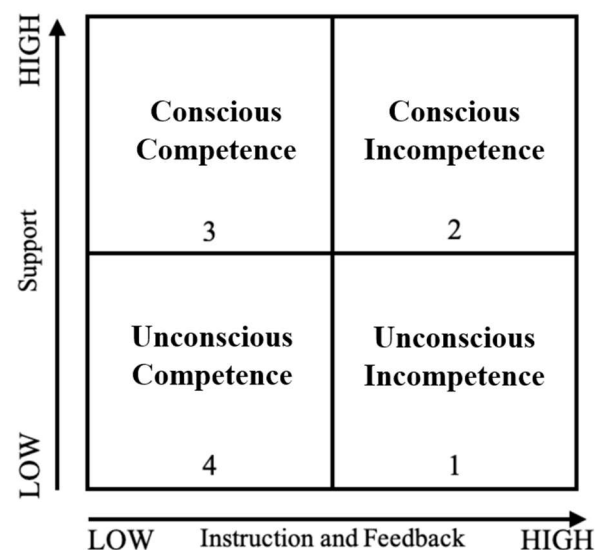 HIGH
Support
LOW
Conscious
Competence
3
Conscious
Incompetence
2
Unconscious
Competence
4
Unconscious
Incompetence
1
LOW
Instruction and Feedback
HIGH